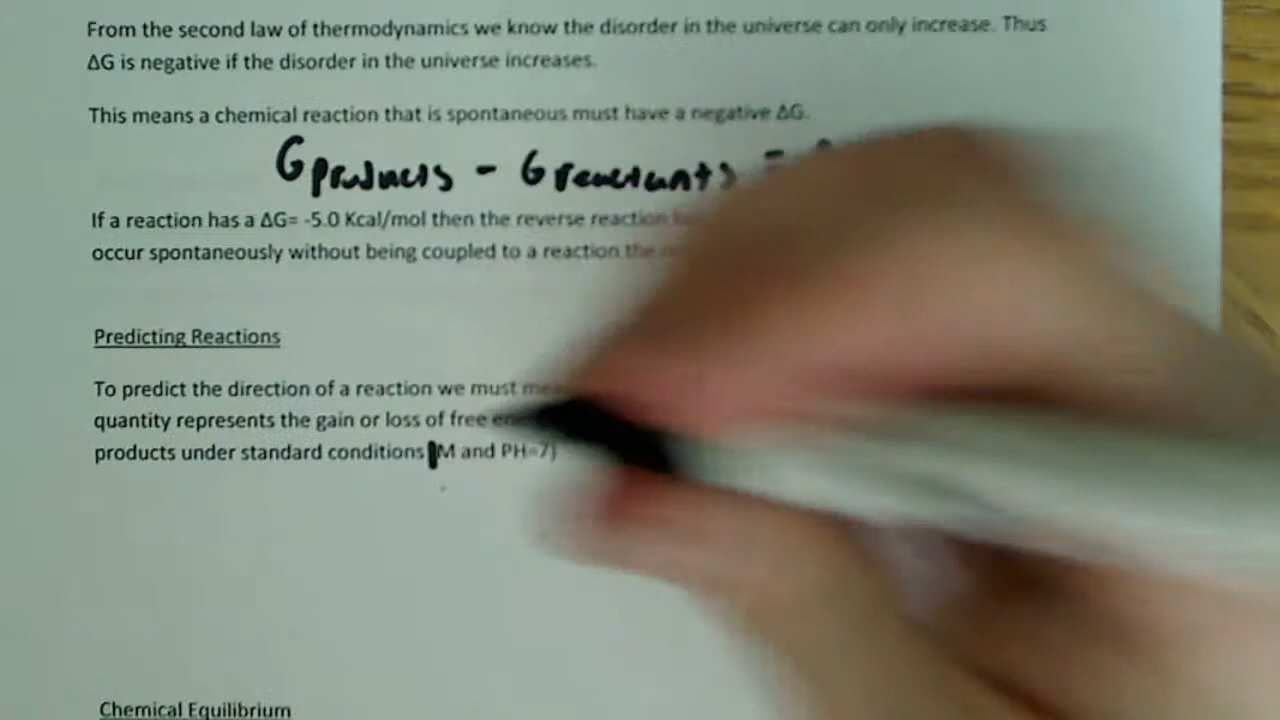 From the second law of thermodynamics we know the disorder in the universe can only increase. Thus
ΔG is negative if the disorder in the universe increases.
This means a chemical reaction that is spontaneous must have a negative ΔG.
Gproducts - Greactants =
If a reaction has a ΔG= -5.0 Kcal/mol then the reverse reaction
occur spontaneously without being coupled to a reaction
Predicting Reactions
To predict the direction of a reaction we must
quantity represents the gain or loss of free
products under standard conditions M and PH=7)
Chemical Equilibrium